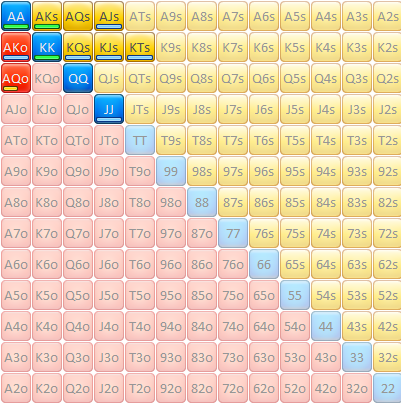 AA AKs AQs AJs ATs A9s A8s A7s A6s A5s A4s A3s A2s
AKo KK KQs KJs KTs K9s K8s K7s K6s K5s K4s K3s K2s
AQo KQo QQ QJs QTs Q9s Q8s Q7s Q6s Q5s Q4s Q3s Q2s
AJo KJo QJo JJ JTs J9s J8s J7s J6s J5s J4s J3s J2s
ATo KTo QTo JTo TT T9s T8s T7s T6s T5s T4s T3s T2s
A9o K9o Q9o J9o T9o 99 98s 97s 96s 95s 94s 93s 92s
A8o K8o Q8o J8o T8o 98o 88 87s 86s 85s 84s 83s 82s
A7o K7o Q7o J7o T7o 97o 87o 77 76s 75s 74s 73s 72s
A6o K6o Q6o J6o T6o 96o 86o 76o 66 65s 64s 63s 62s
A5o K5o Q5o J5o T5o 95o 85o 75o 65o 55 54s 53s 52s
A4o K4o Q4o J4o T4o 94o 84o 74o 64o 54o 44 43s 42s
A3o K3o Q3o J3o T3o 93o 83o 73o 63o 53o 43o 33 32s
A2o K2o Q2o J2o T2o 92o 82o 72o 62o 52o 42o 32o 22